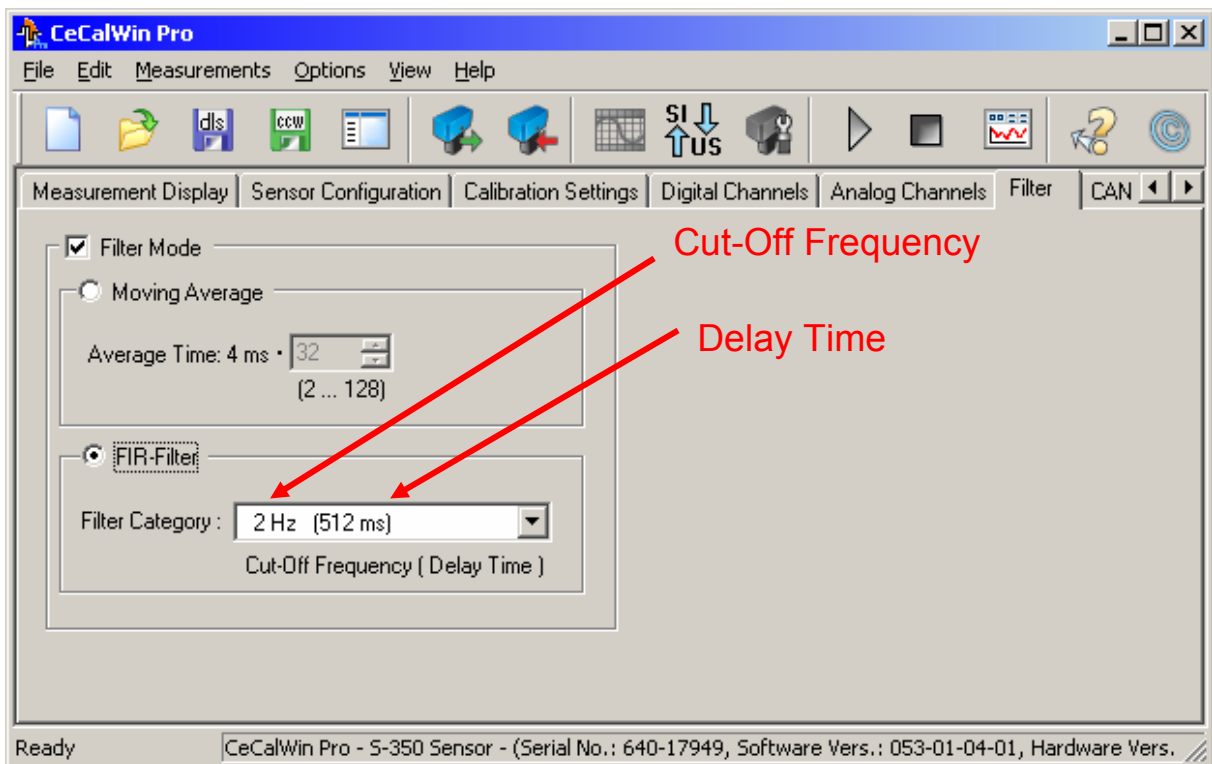 CeCalWin Pro
File Edit Measurements Options View Help
dls ccw SI US
Measurement Display Sensor Configuration Calibration Settings Digital Channels Analog Channels Filter CAN
Filter Mode
Cut-Off Frequency
Moving Average
Delay Time
Average Time: 4 ms • 32
(2 ... 128)
FIR-Filter
Filter Category : 2 Hz (512 ms)
Cut-Off Frequency ( Delay Time )
Ready CeCalWin Pro - S-350 Sensor - (Serial No.: 640-17949, Software Vers.: 053-01-04-01, Hardware Vers.